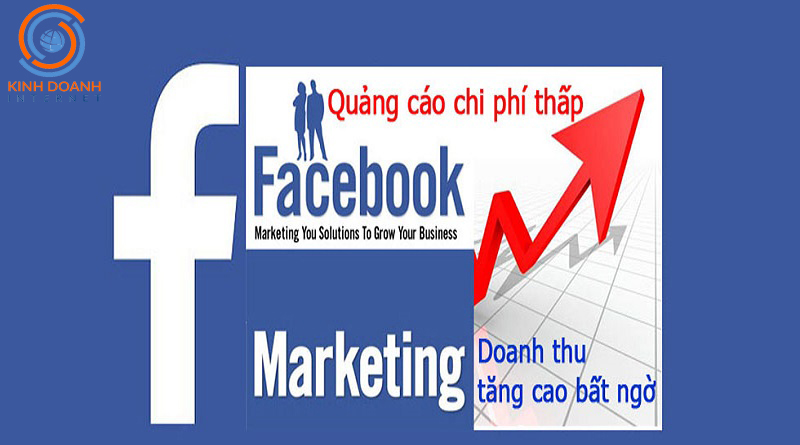 KINH DOANH
INTERNET
Quảng cáo chi phí thấp
Facebook
Marketing You Solutions To Grow Your Business
Marketing
Doanh thu
tăng cao bất ngờ